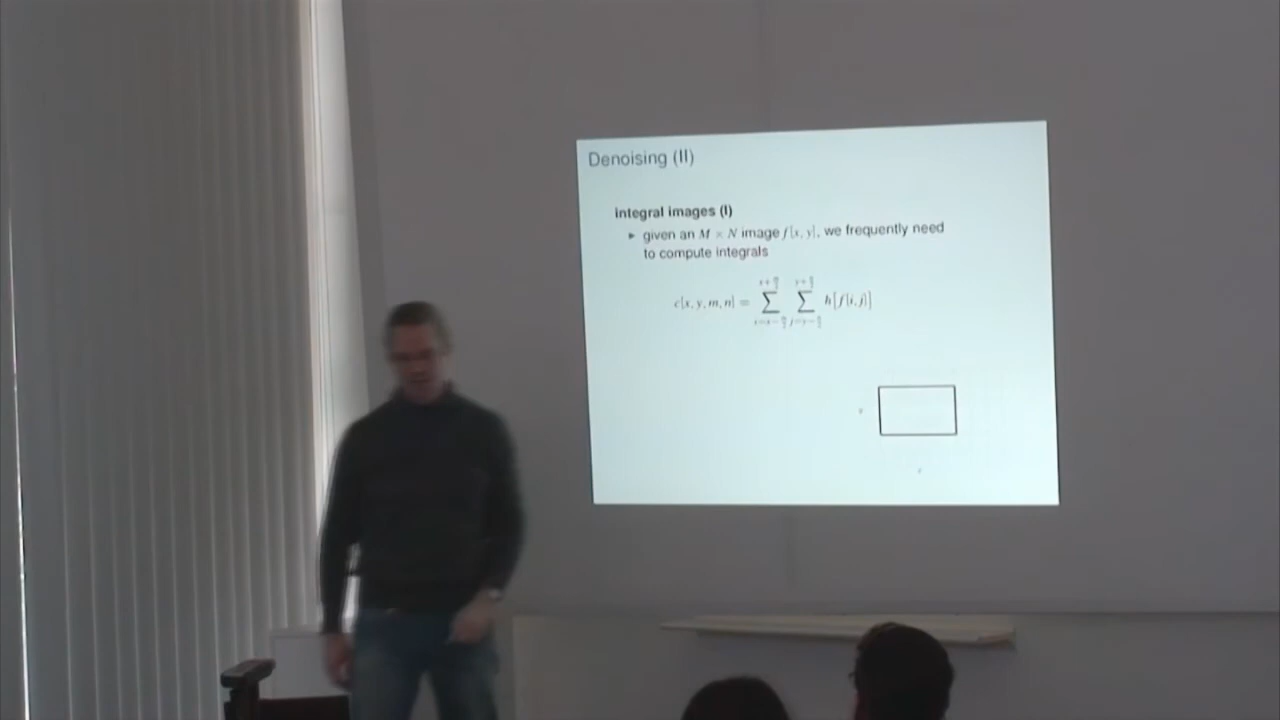 Denoising (II)
integral images (I)
► given an M × N image f[x, y], we frequently need
to compute integrals
c[x, y, m, n] = ∑ ∑ h[f[i, j]]